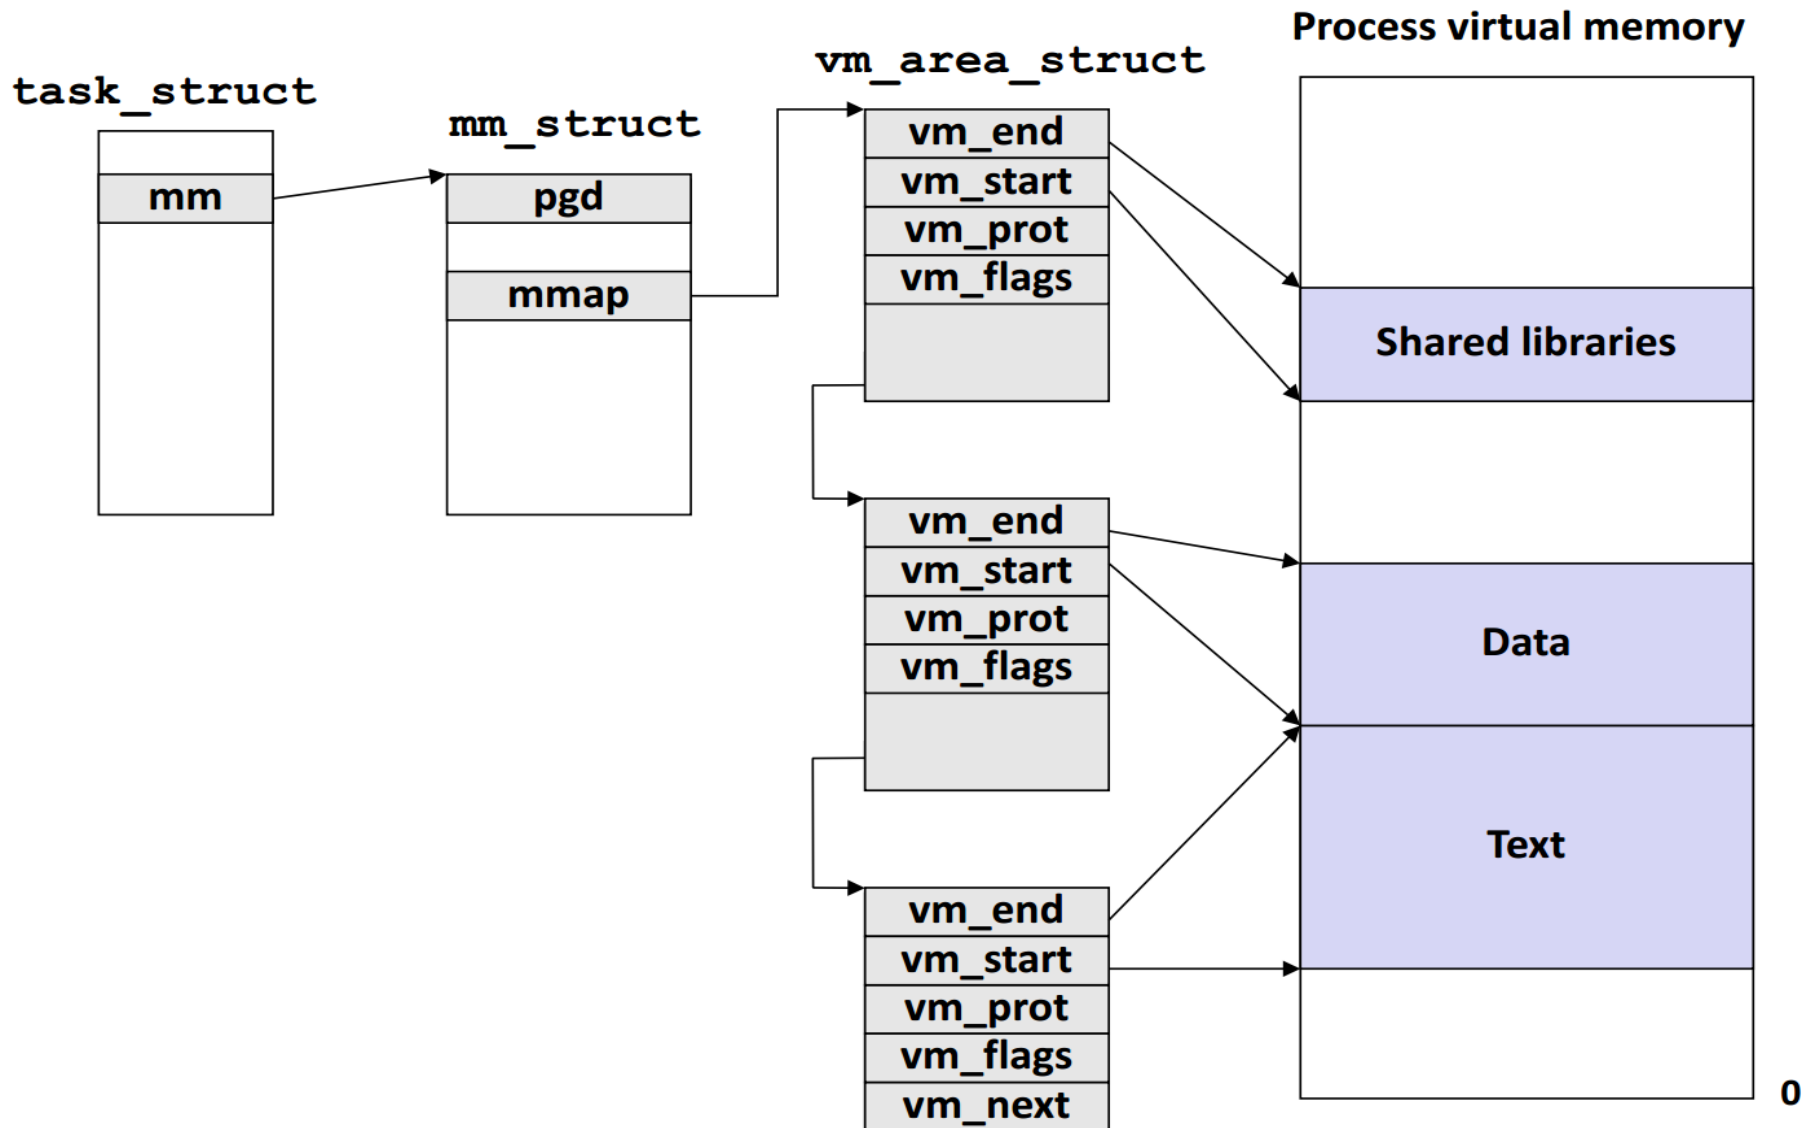 Process virtual memory
vm_area_struct
task_struct
mm_struct
vm_end
vm_start
vm_prot
vm_flags
mm
pgd
mmap
Shared libraries
vm_end
vm_start
vm_prot
vm_flags
Data
Text
vm_end
vm_start
vm_prot
vm_flags
vm_next
0